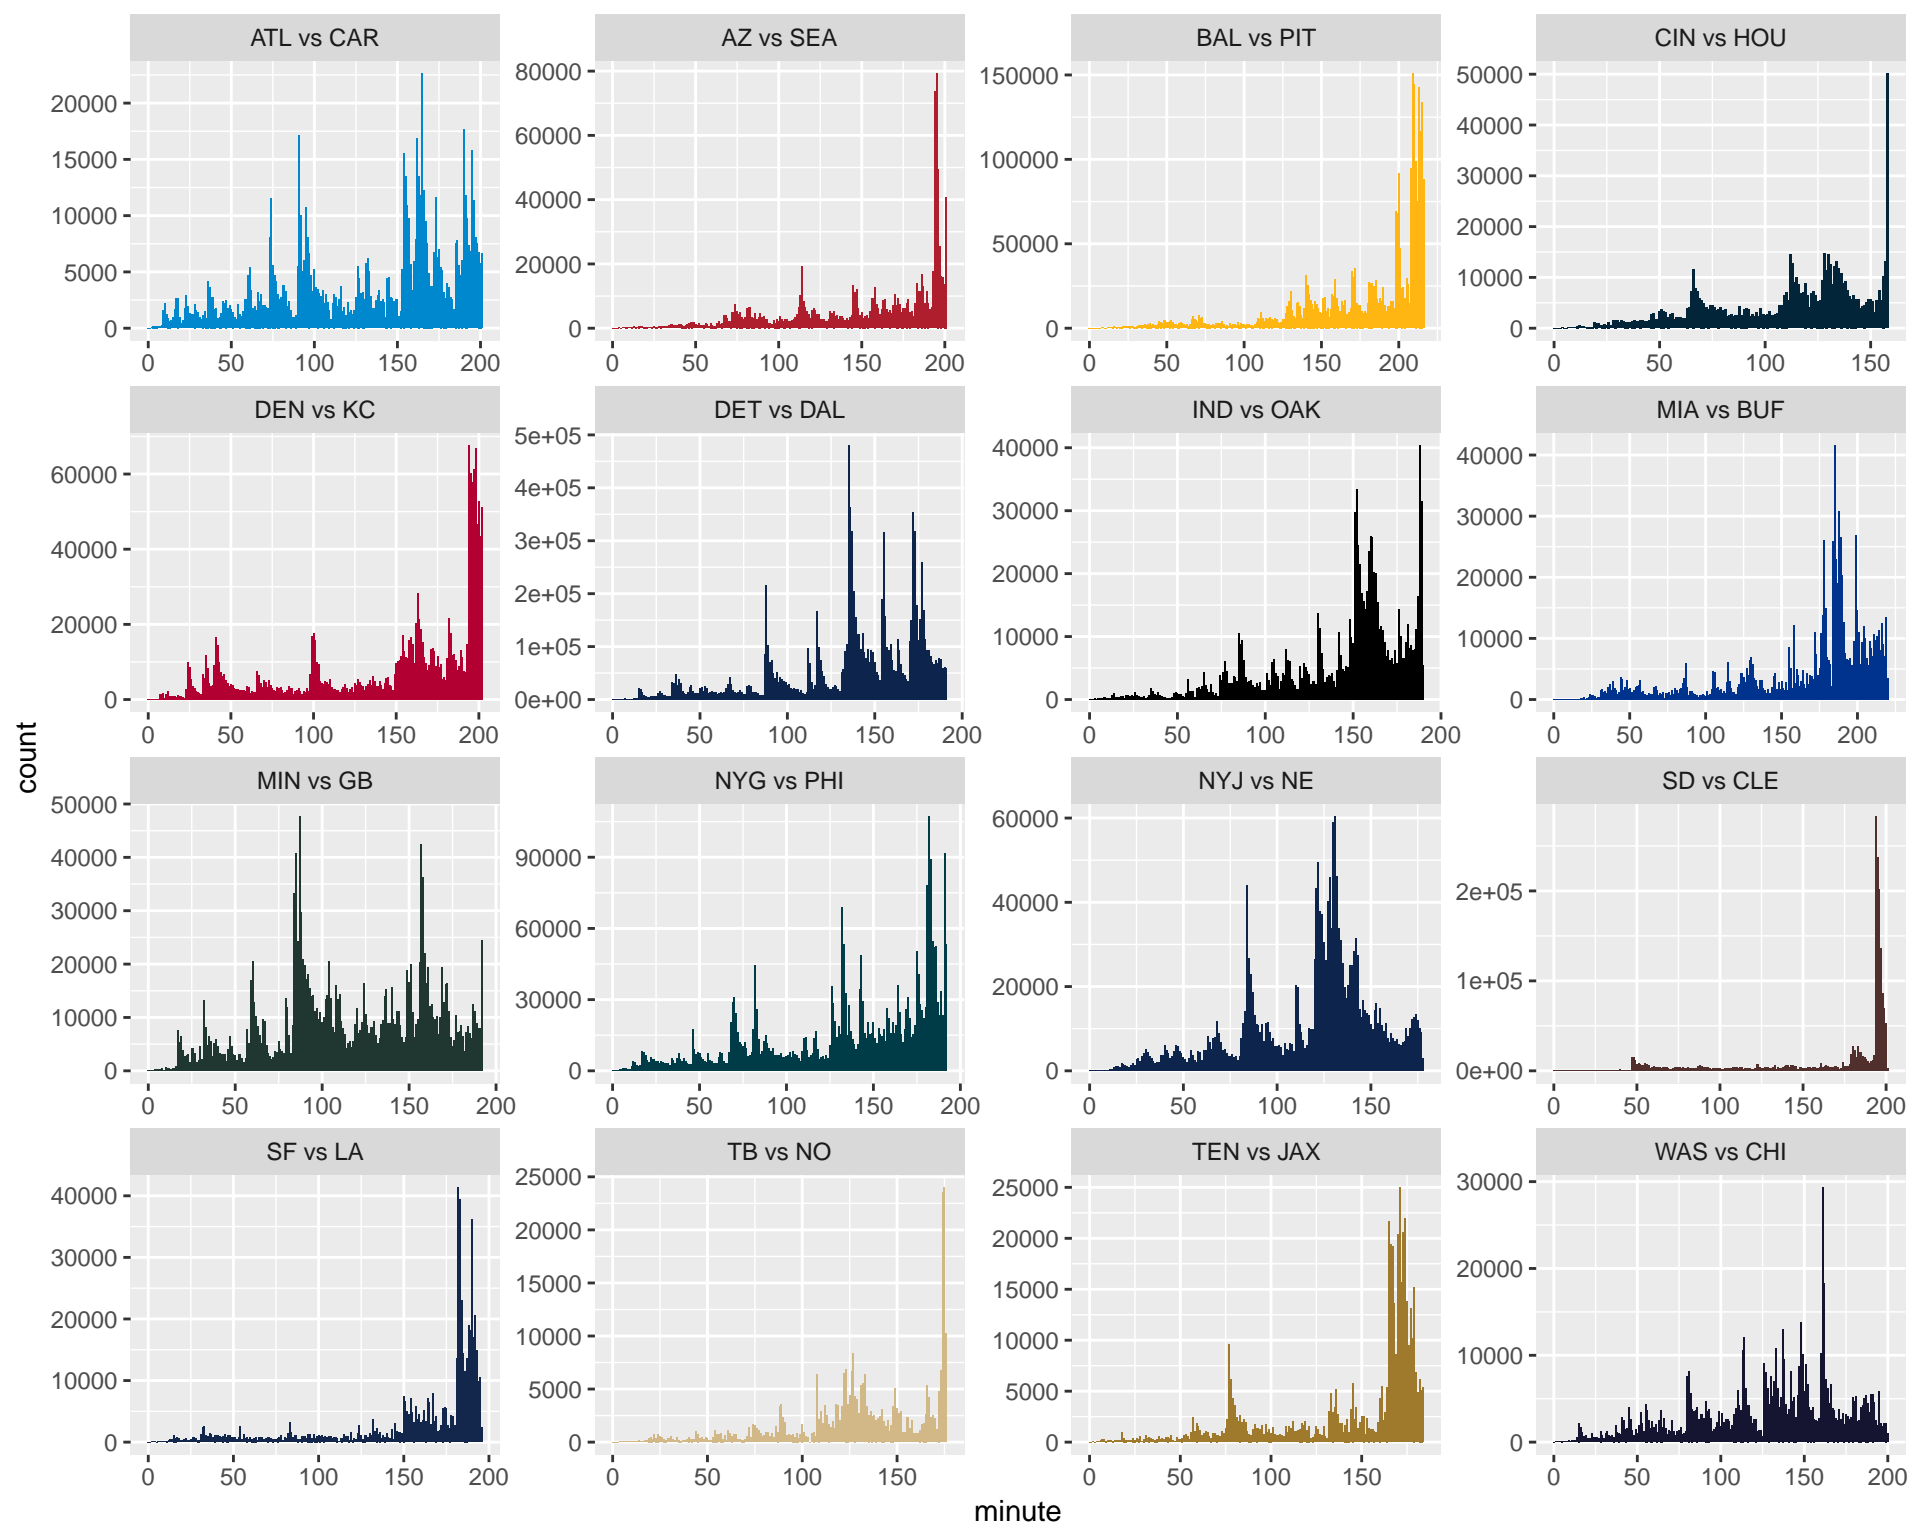 ATL vs CAR
AZ vs SEA
BAL vs PIT
CIN vs HOU
20000
15000
10000
5000
0
0 50 100 150 200
80000
60000
40000
20000
0
0 50 100 150 200
150000
100000
50000
0
0 50 100 150 200
50000
40000
30000
20000
10000
0
0 50 100 150
DEN vs KC
DET vs DAL
IND vs OAK
MIA vs BUF
60000
40000
20000
0
0 50 100 150 200
5e+05
4e+05
3e+05
2e+05
1e+05
0e+00
0 50 100 150 200
40000
30000
20000
10000
0
0 50 100 150 200
40000
30000
20000
10000
0
0 50 100 150 200
count
MIN vs GB
NYG vs PHI
NYJ vs NE
SD vs CLE
50000
40000
30000
20000
10000
0
0 50 100 150 200
90000
60000
30000
0
0 50 100 150 200
60000
40000
20000
0
0 50 100 150
2e+05
1e+05
0e+00
0 50 100 150 200
SF vs LA
TB vs NO
TEN vs JAX
WAS vs CHI
40000
30000
20000
10000
0
0 50 100 150 200
25000
20000
15000
10000
5000
0
0 50 100 150
25000
20000
15000
10000
5000
0
0 50 100 150
30000
20000
10000
0
0 50 100 150 200
minute